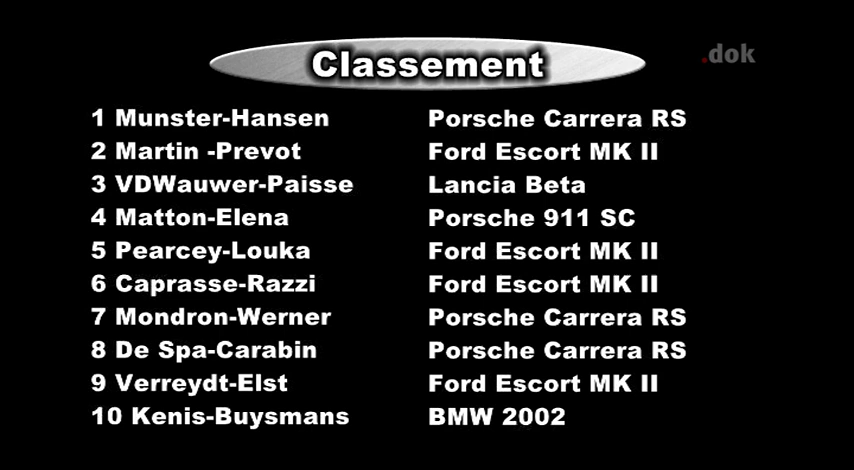 .dok
Classement
1 Munster-Hansen Porsche Carrera RS
2 Martin -Prevot Ford Escort MK II
3 VDWauwer-Paisse Lancia Beta
4 Matton-Elena Porsche 911 SC
5 Pearcey-Louka Ford Escort MK II
6 Caprasse-Razzi Ford Escort MK II
7 Mondron-Werner Porsche Carrera RS
8 De Spa-Carabin Porsche Carrera RS
9 Verreydt-Elst Ford Escort MK II
10 Kenis-Buysmans BMW 2002